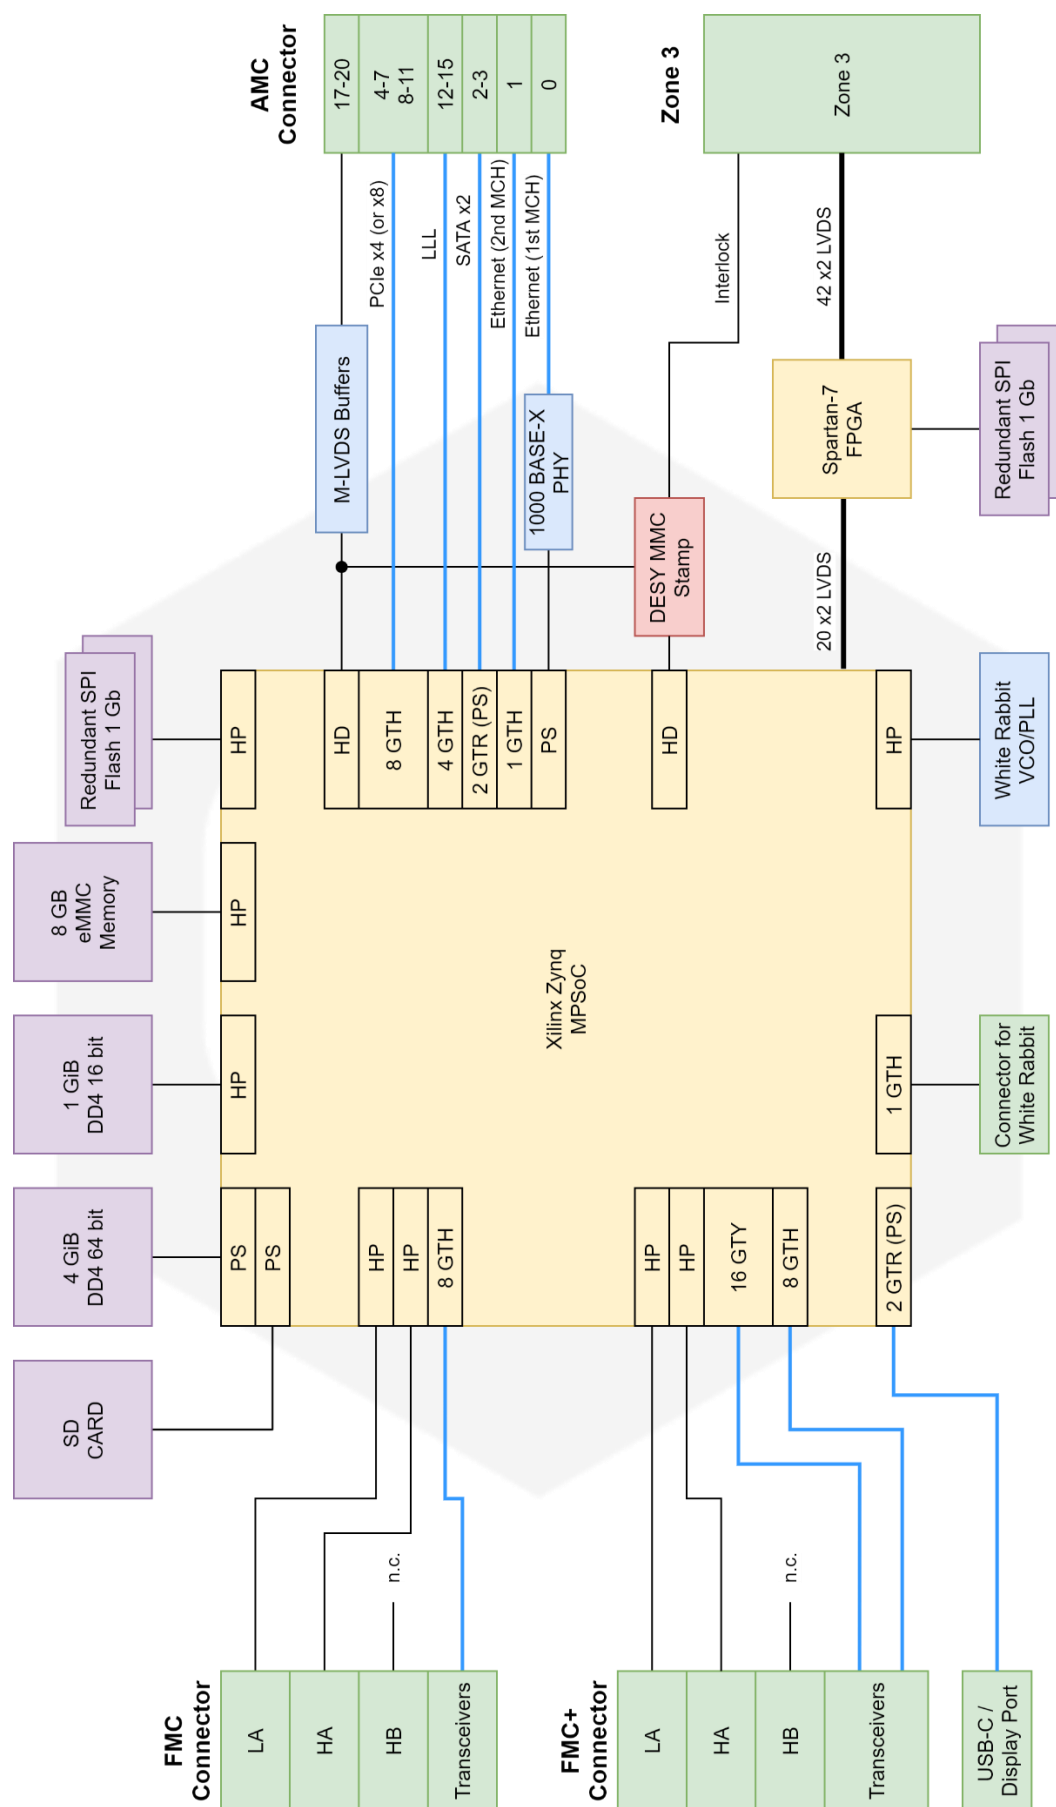 SD
CARD
4 GiB
DD4 64 bit
1 GiB
DD4 16 bit
8 GB
eMMC
Memory
Redundant SPI
Flash 1 Gb
PS
PS
HP
HP
HP
FMC
Connector
LA
HA
HB
Transceivers
n.c.
HP
HP
8 GTH
HD
8 GTH
4 GTH
2 GTR (PS)
1 GTH
PS
M-LVDS Buffers
1000 BASE-X
PHY
PCIe x4 (or x8)
LLL
SATA x2
Ethernet (2nd MCH)
Ethernet (1st MCH)
AMC
Connector
17-20
4-7
8-11
12-15
2-3
1
0
Xilinx Zynq
MPSoC
FMC+
Connector
LA
HA
HB
Transceivers
n.c.
HP
HP
16 GTY
8 GTH
HD
DESY MMC
Stamp
Interlock
20 x2 LVDS
Spartan-7
FPGA
42 x2 LVDS
Zone 3
Zone 3
2 GTR (PS)
1 GTH
HP
USB-C /
Display Port
Connector for
White Rabbit
White Rabbit
VCO/PLL
Redundant SPI
Flash 1 Gb